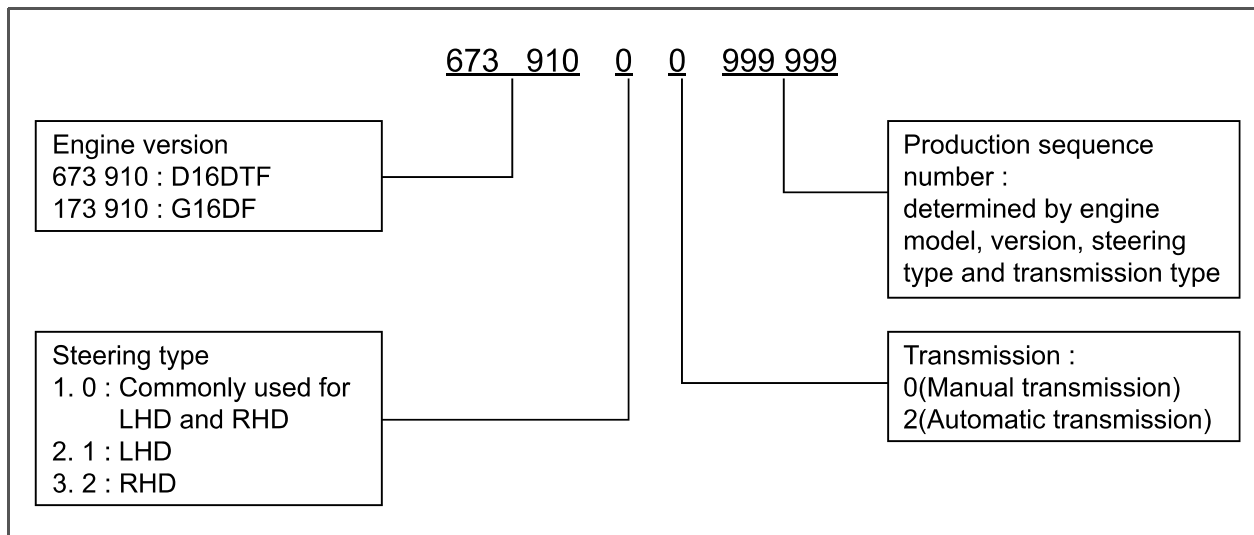 673 910 0 0 999 999
Engine version
673 910 : D16DTF
173 910 : G16DF
Production sequence
number :
determined by engine
model, version, steering
type and transmission type
Steering type
1. 0 : Commonly used for
LHD and RHD
2. 1 : LHD
3. 2 : RHD
Transmission :
0(Manual transmission)
2(Automatic transmission)